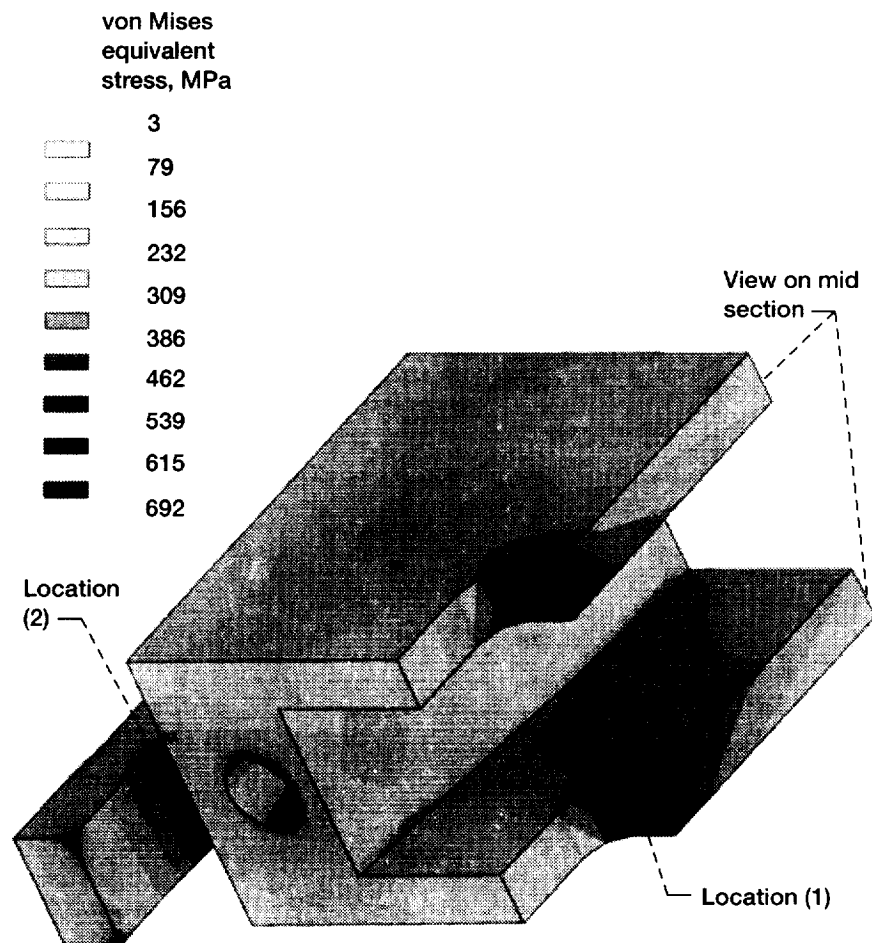 von Mises
equivalent
stress, MPa
3
79
156
232
309
386
462
539
615
692
View on mid
section
Location
(2)
Location (1)